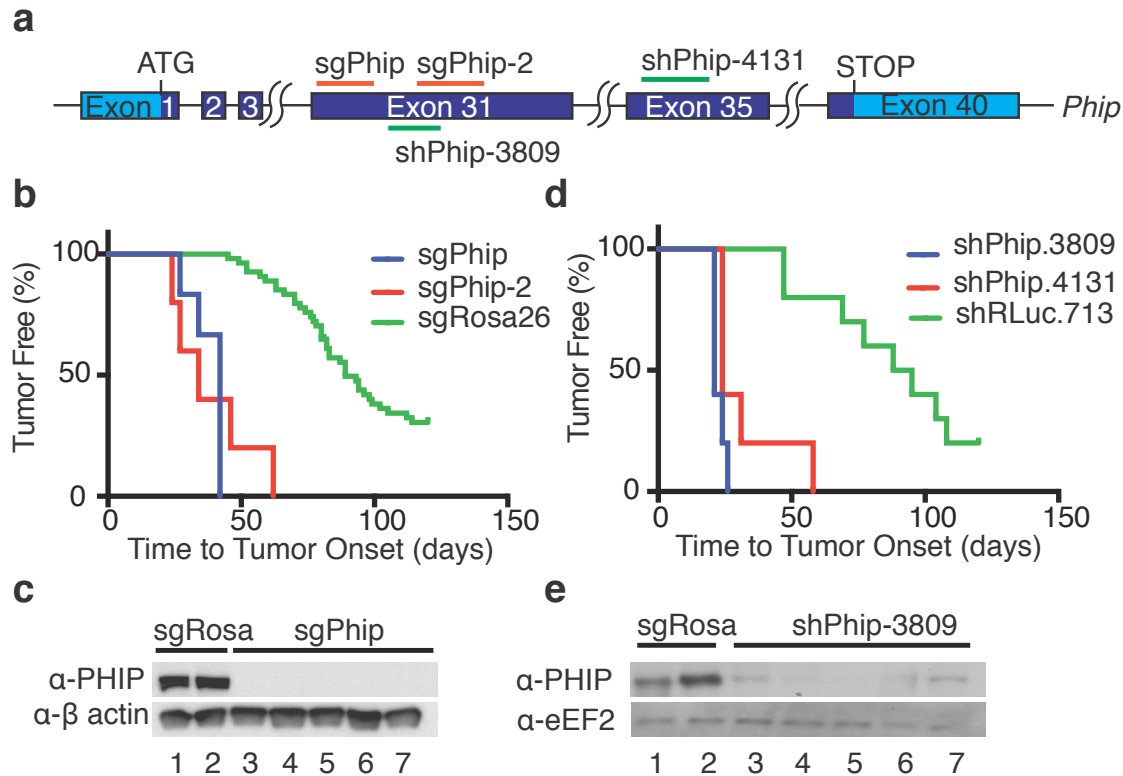 a
ATG
sgPhip sgPhip-2
shPhip-4131
STOP
Exon 1 2 3 Exon 31 Exon 35 Exon 40 Phip
shPhip-3809
b
Tumor Free (%)
100
50
0
0 50 100 150
Time to Tumor Onset (days)
sgPhip
sgPhip-2
sgRosa26
d
Tumor Free (%)
100
50
0
0 50 100 150
Time to Tumor Onset (days)
shPhip.3809
shPhip.4131
shRLuc.713
c
sgRosa sgPhip
α-PHIP
α-β actin
1 2 3 4 5 6 7
e
sgRosa shPhip-3809
α-PHIP
α-eEF2
1 2 3 4 5 6 7